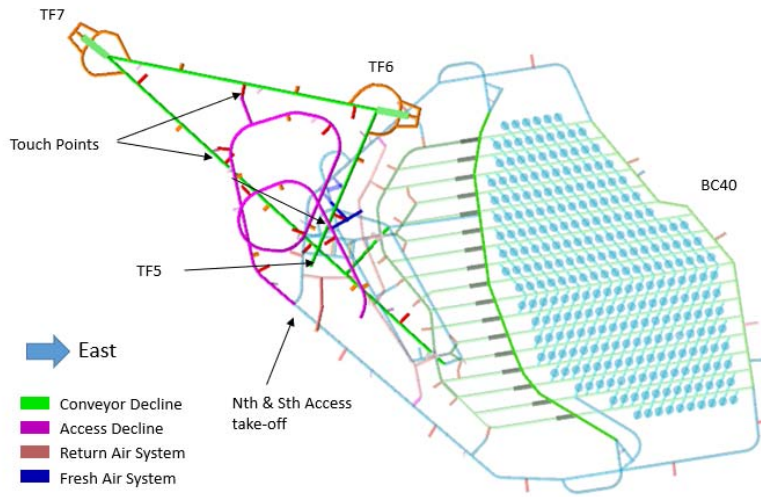 TF7
TF6
Touch Points
BC40
TF5
East
Nth & Sth Access
take-off
Conveyor Decline
Access Decline
Return Air System
Fresh Air System